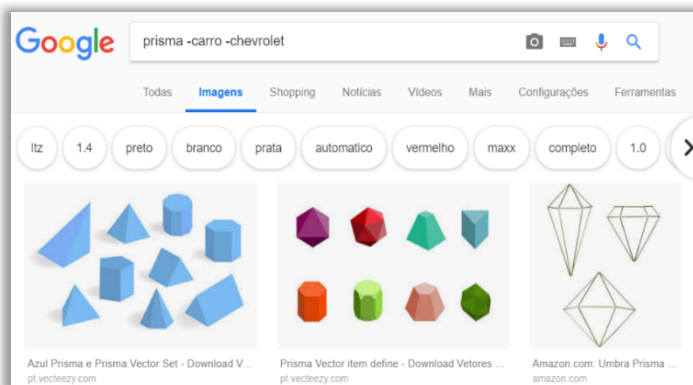 Google
prisma -carro -chevrolet
Todas Imagens Shopping Notícias Vídeos Mais Configurações Ferramentas
ltz 1.4 preto branco prata automatico vermelho maxx completo 1.0
Azul Prisma e Prisma Vector Set - Download V... Prisma Vector item define - Download Vetores ... Amazon.com: Umbra Prisma ...
pt.vecteezy.com pt.vecteezy.com amazon.com